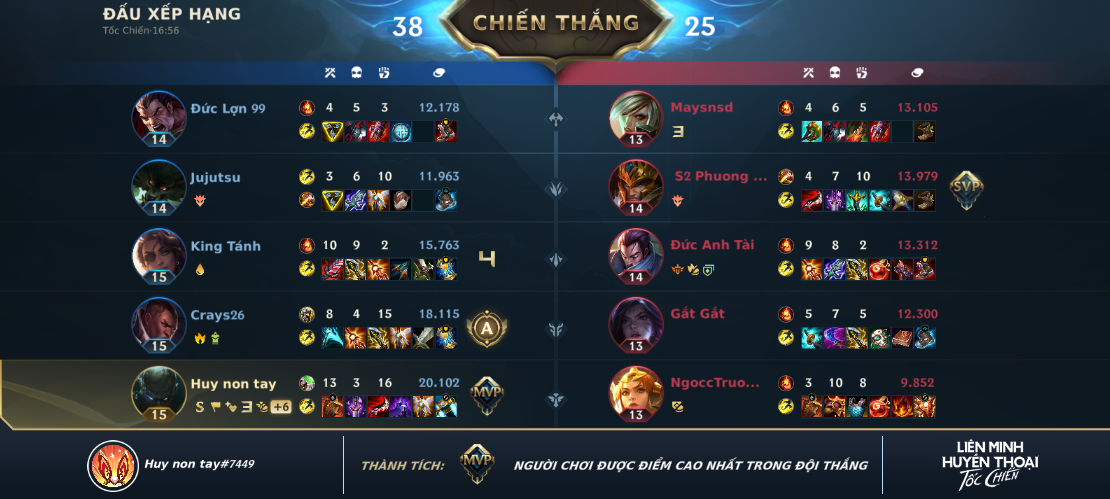 ĐẤU XẾP HẠNG
Tốc Chiến·16:56
38 CHIẾN THẮNG 25
Đức Lợn 99 4 5 3 12.178
14
Maysnsd 4 6 5 13.105
13
Jujutsu 3 6 10 11.963
14
S2 Phuong ... 4 7 10 13.979 SVP
14
King Tánh 10 9 2 15.763 4
15
Đức Anh Tài 9 8 2 13.312
14
Crays26 8 4 15 18.115 A
15
Gắt Gắt 5 7 5 12.300
13
Huy non tay 13 3 16 20.102 MVP
15 S 3 +6
NgoccTruo... 3 10 8 9.852
13
Huy non tay#7449
THÀNH TÍCH: MVP NGƯỜI CHƠI ĐƯỢC ĐIỂM CAO NHẤT TRONG ĐỘI THẮNG
LIÊN MINH
HUYỀN THOẠI
TỐC CHIẾN